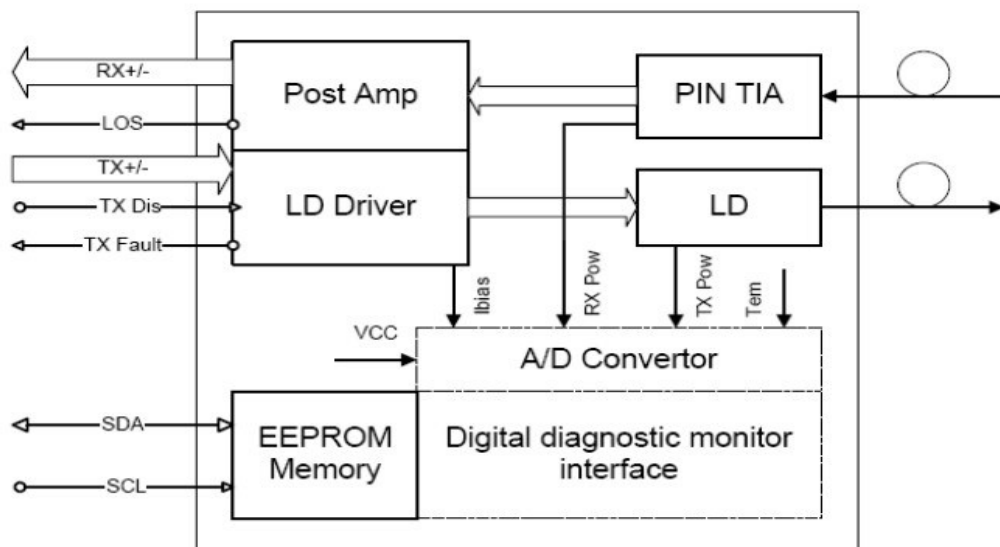 RX+/-
Post Amp
PIN TIA
LOS
TX+/-
TX Dis
LD Driver
LD
TX Fault
Ibias
RX Pow
TX Pow
Tem
VCC
A/D Convertor
SDA
EEPROM
Memory
Digital diagnostic monitor
interface
SCL